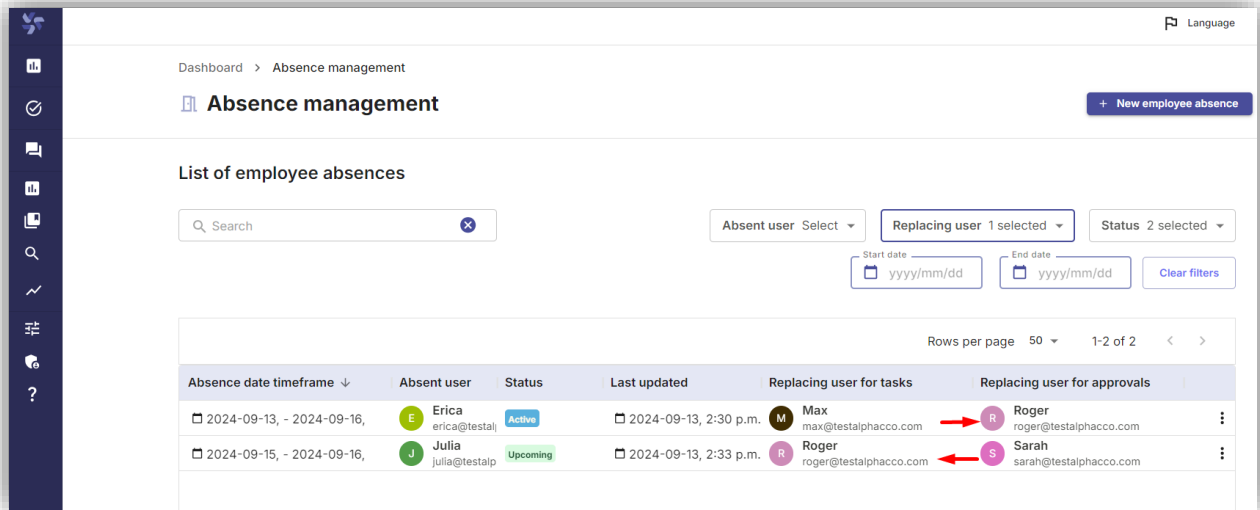 Language
Dashboard > Absence management
Absence management
+ New employee absence
List of employee absences
Search
Absent user Select
Replacing user 1 selected
Status 2 selected
Start date
yyyy/mm/dd
End date
yyyy/mm/dd
Clear filters
Rows per page 50 1-2 of 2 < >
Absence date timeframe ↓ Absent user Status Last updated Replacing user for tasks Replacing user for approvals
2024-09-13, - 2024-09-16, E Erica Active 2024-09-13, 2:30 p.m. M Max R Roger
erica@testalp max@testalphacco.com roger@testalphacco.com
2024-09-15, - 2024-09-16, J Julia Upcoming 2024-09-13, 2:33 p.m. R Roger S Sarah
julia@testalp roger@testalphacco.com sarah@testalphacco.com